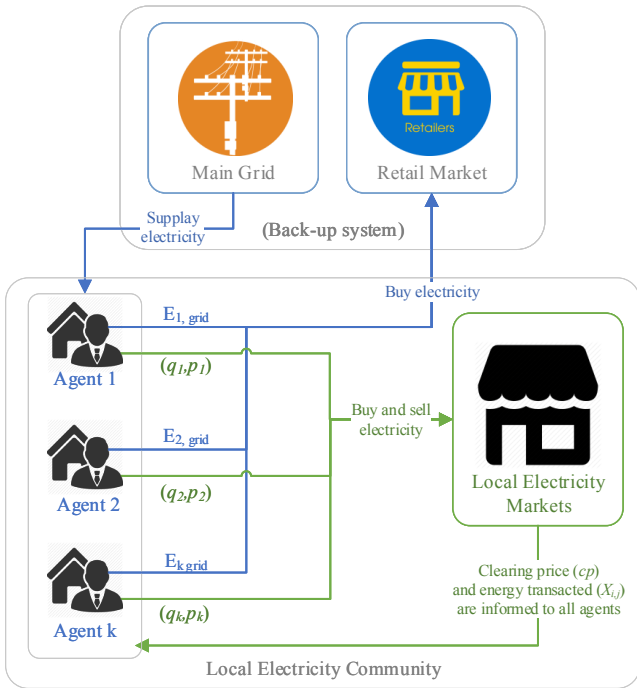 Retailers
Main Grid
Retail Market
(Back-up system)
Supplay
electricity
Buy electricity
E1, grid
(q1,p1)
Agent 1
Buy and sell
electricity
E2, grid
(q2,p2)
Agent 2
Local Electricity
Markets
Ek grid
(qk,pk)
Agent k
Clearing price (cp)
and energy transacted (Xi,j)
are informed to all agents
Local Electricity Community